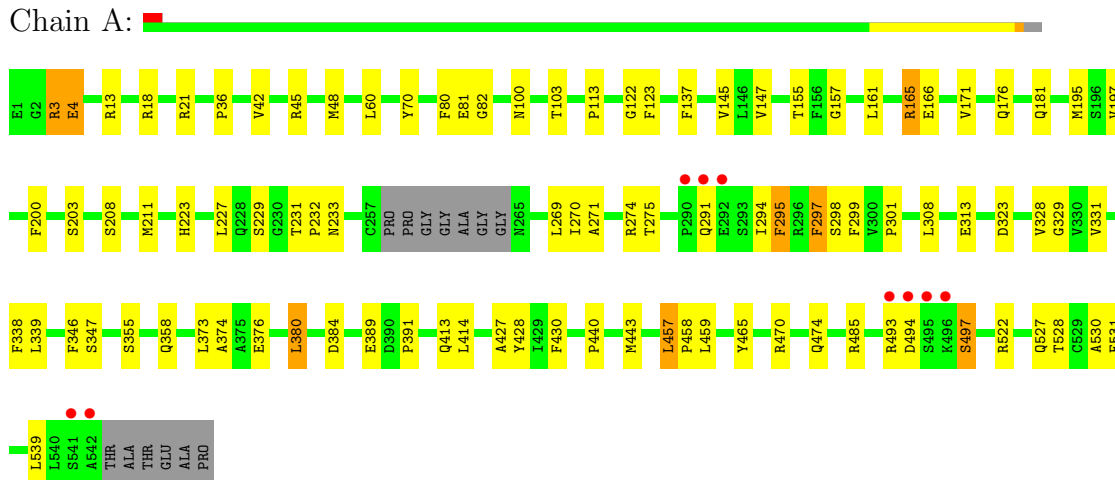 Chain A:
E1 G2 R3 E4 R13 R18 R21 P36 V42 R45 M48 L60 Y70 F80 E81 G82 N100 T103 P113 G122 F123 F137 V145 L146 V147 T155 F156 G157 L161 R165 E166 V171 Q176 Q181 M195 S196 V197
F200 S203 S208 M211 H223 L227 Q228 S229 G230 T231 P232 N233 C257 PRO PRO GLY GLY ALA GLY GLY N265 L269 I270 A271 R274 T275 P290 Q291 E292 S293 I294 F295 R296 F297 S298 F299 V300 P301 L308 E313 D323 V328 G329 V330 V331
F338 L339 F346 S347 S355 Q358 L373 A374 A375 E376 L380 D384 E389 D390 P391 Q413 L414 A427 Y428 I429 F430 P440 M443 L457 P458 L459 Y465 R470 Q474 R485 R493 D494 S495 K496 S497 R522 Q527 T528 C529 A530 F531
L539 L540 S541 A542 THR ALA THR GLU ALA PRO